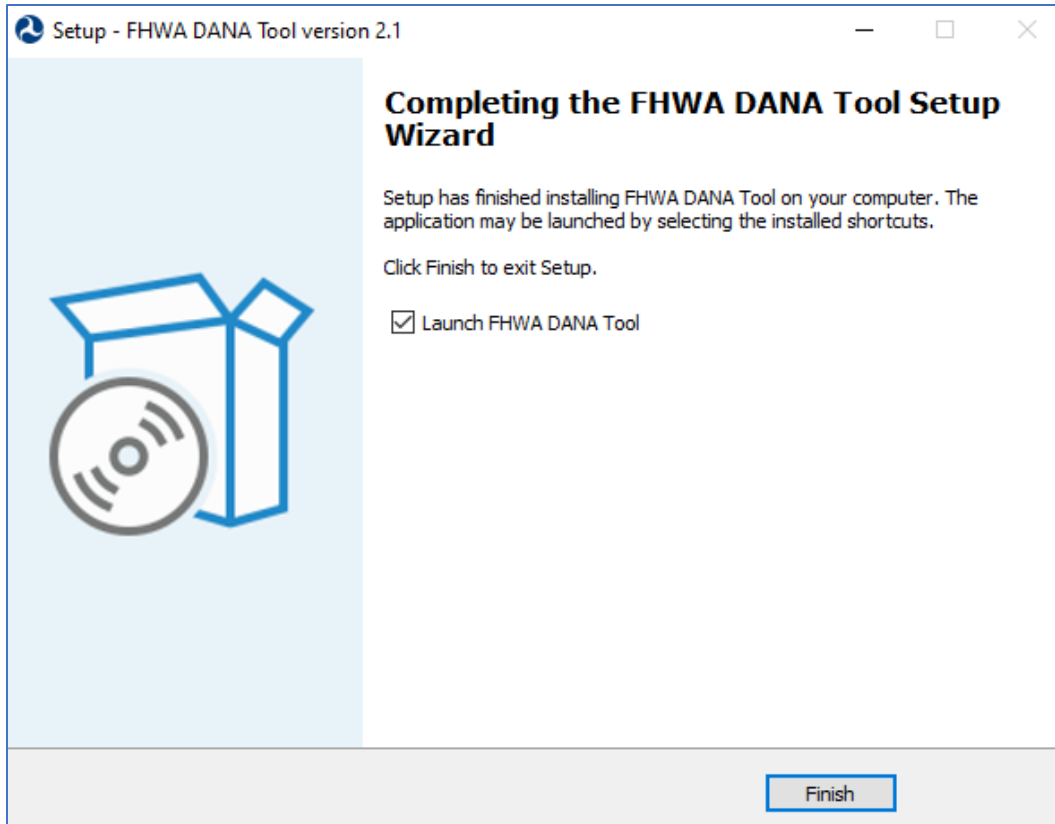 Setup - FHWA DANA Tool version 2.1
Completing the FHWA DANA Tool Setup
Wizard
Setup has finished installing FHWA DANA Tool on your computer. The
application may be launched by selecting the installed shortcuts.
Click Finish to exit Setup.
Launch FHWA DANA Tool
Finish